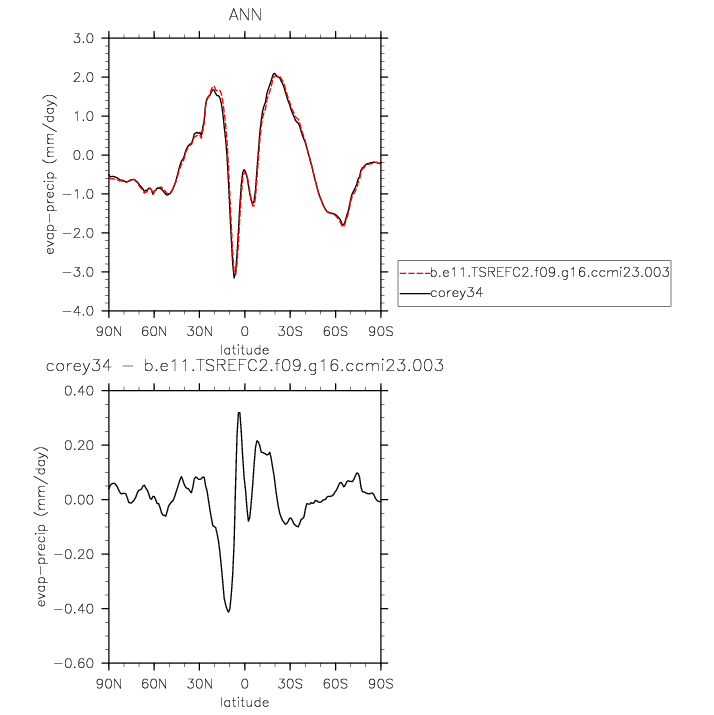 ANN
3.0
2.0
1.0
0.0
−1.0
−2.0
−3.0
−4.0
evap−precip (mm/day)
90N 60N 30N 0 30S 60S 90S
latitude
b.e11.TSREFC2.f09.g16.ccmi23.003
corey34
corey34 − b.e11.TSREFC2.f09.g16.ccmi23.003
0.40
0.20
0.00
−0.20
−0.40
−0.60
evap−precip (mm/day)
90N 60N 30N 0 30S 60S 90S
latitude